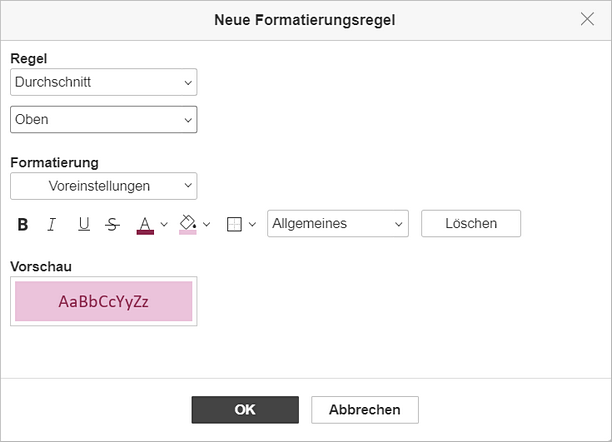 Neue Formatierungsregel
Regel
Durchschnitt
Oben
Formatierung
Voreinstellungen
B I U S A Allgemeines Löschen
Vorschau
AaBbCcYyZz
OK Abbrechen